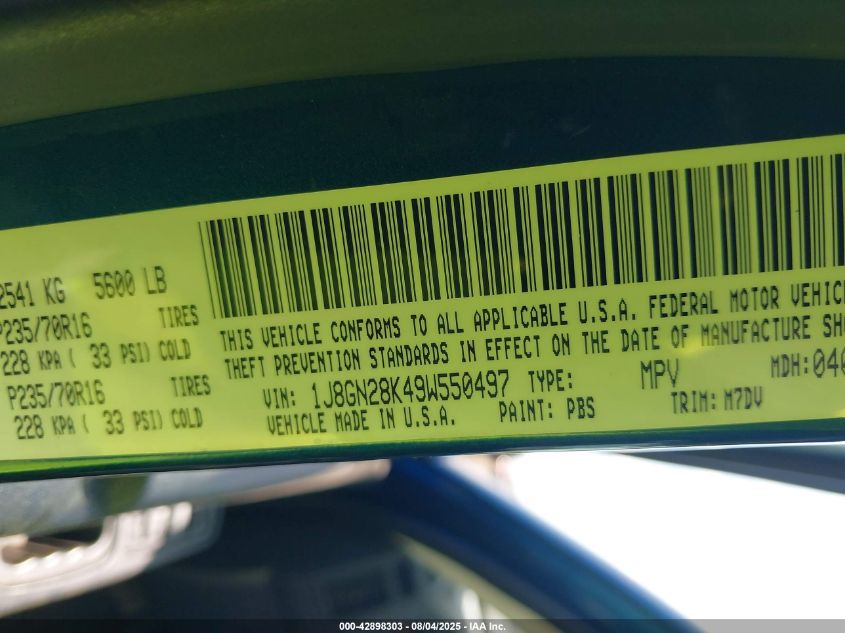 2541 KG 5600 LB
P235/70R16 TIRES
228 KPA ( 33 PSI) COLD
P235/70R16 TIRES
228 KPA ( 33 PSI) COLD
THIS VEHICLE CONFORMS TO ALL APPLICABLE U.S.A. FEDERAL MOTOR VEHIC
THEFT PREVENTION STANDARDS IN EFFECT ON THE DATE OF MANUFACTURE SHO
VIN: 1J8GN28K49W550497 TYPE: MPV MDH:040
VEHICLE MADE IN U.S.A. PAINT: PBS TRIM: M7DV
000-42898303 - 08/04/2025 - IAA Inc.